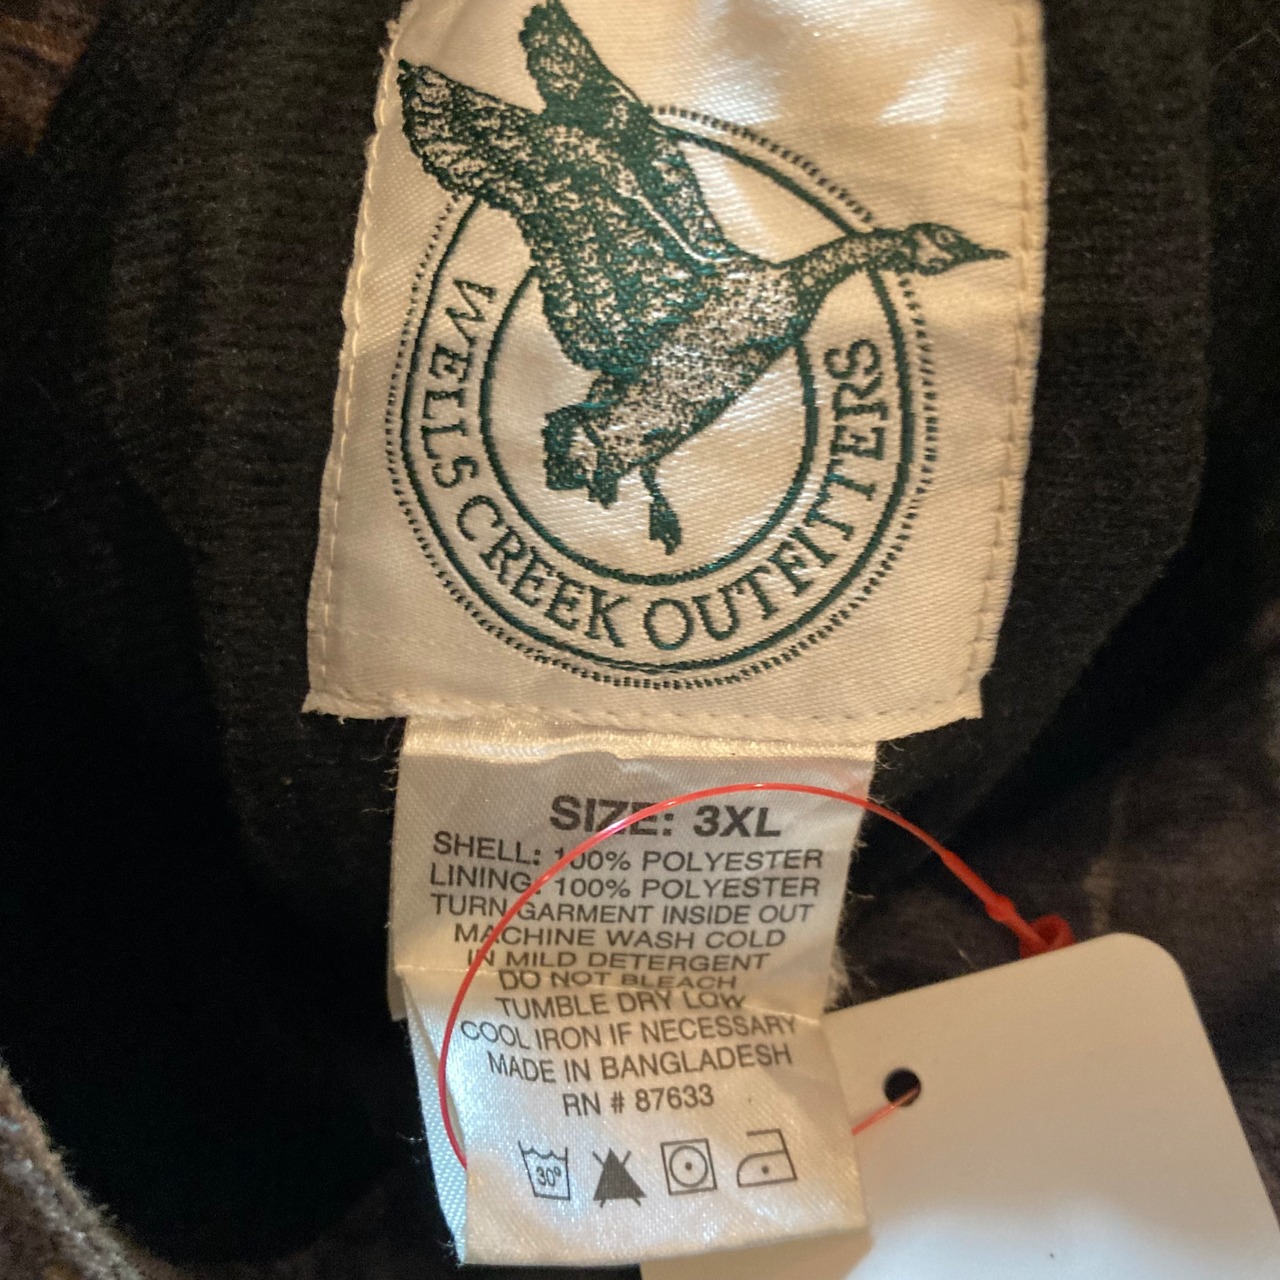 WELLS CREEK OUTFITTERS
SIZE: 3XL
SHELL: 100% POLYESTER
LINING: 100% POLYESTER
TURN GARMENT INSIDE OUT
MACHINE WASH COLD
IN MILD DETERGENT
DO NOT BLEACH
TUMBLE DRY LOW
COOL IRON IF NECESSARY
MADE IN BANGLADESH
RN # 87633
30°